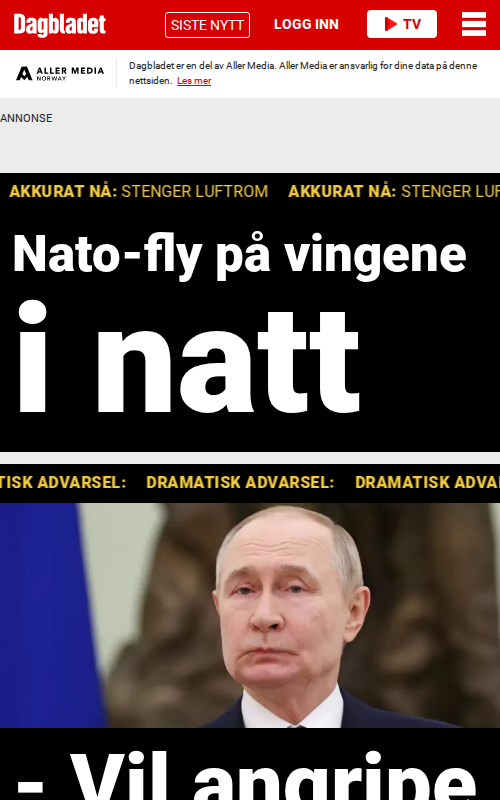 Dagbladet
SISTE NYTT
LOGG INN
TV
ALLER MEDIA
NORWAY
Dagbladet er en del av Aller Media. Aller Media er ansvarlig for dine data på denne
nettsiden. Les mer
ANNONSE
AKKURAT NÅ: STENGER LUFTROM AKKURAT NÅ: STENGER LUF
Nato-fly på vingene
i natt
TISK ADVARSEL: DRAMATISK ADVARSEL: DRAMATISK ADVA
- Vil angripe